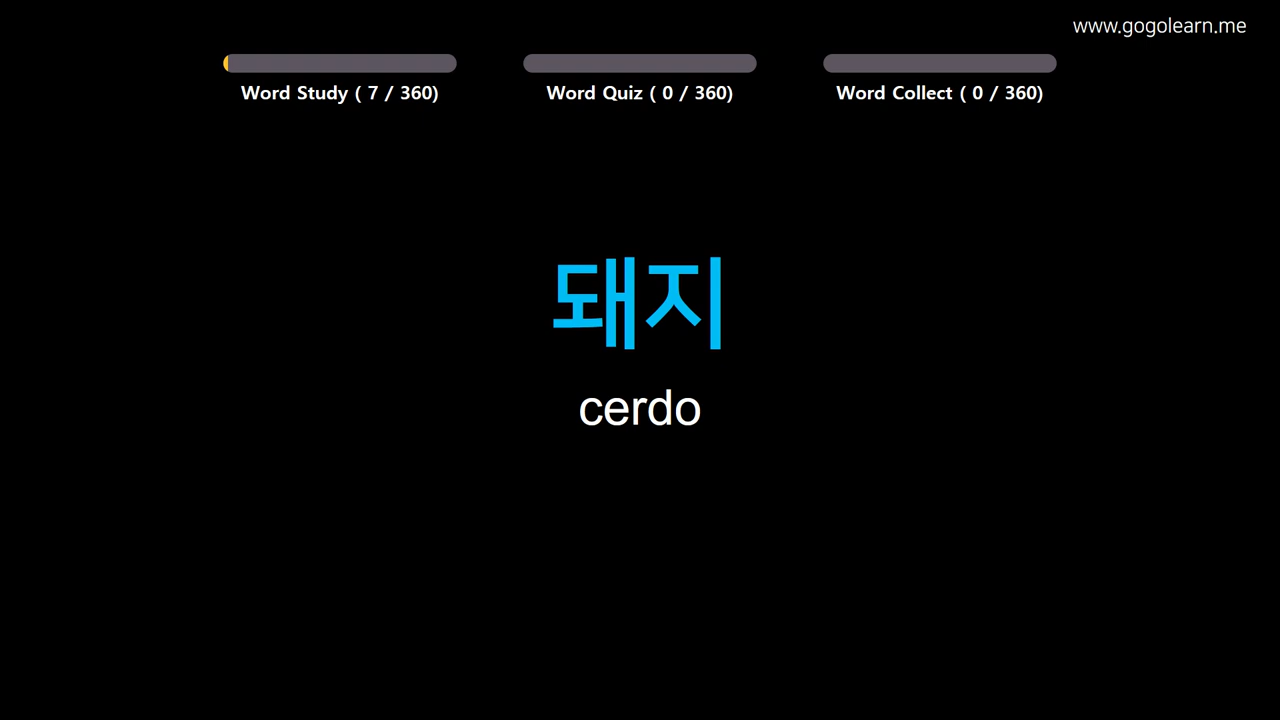 www.gogolearn.me
Word Study ( 7 / 360)
Word Quiz ( 0 / 360)
Word Collect ( 0 / 360)
돼지
cerdo